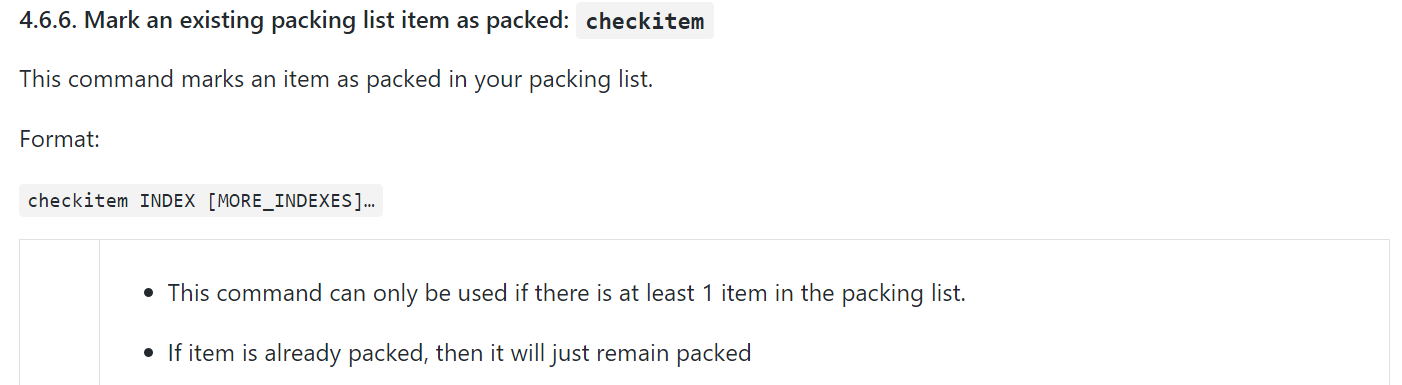 4.6.6. Mark an existing packing list item as packed: checkitem
This command marks an item as packed in your packing list.
Format:
checkitem INDEX [MORE_INDEXES]…
• This command can only be used if there is at least 1 item in the packing list.
• If item is already packed, then it will just remain packed